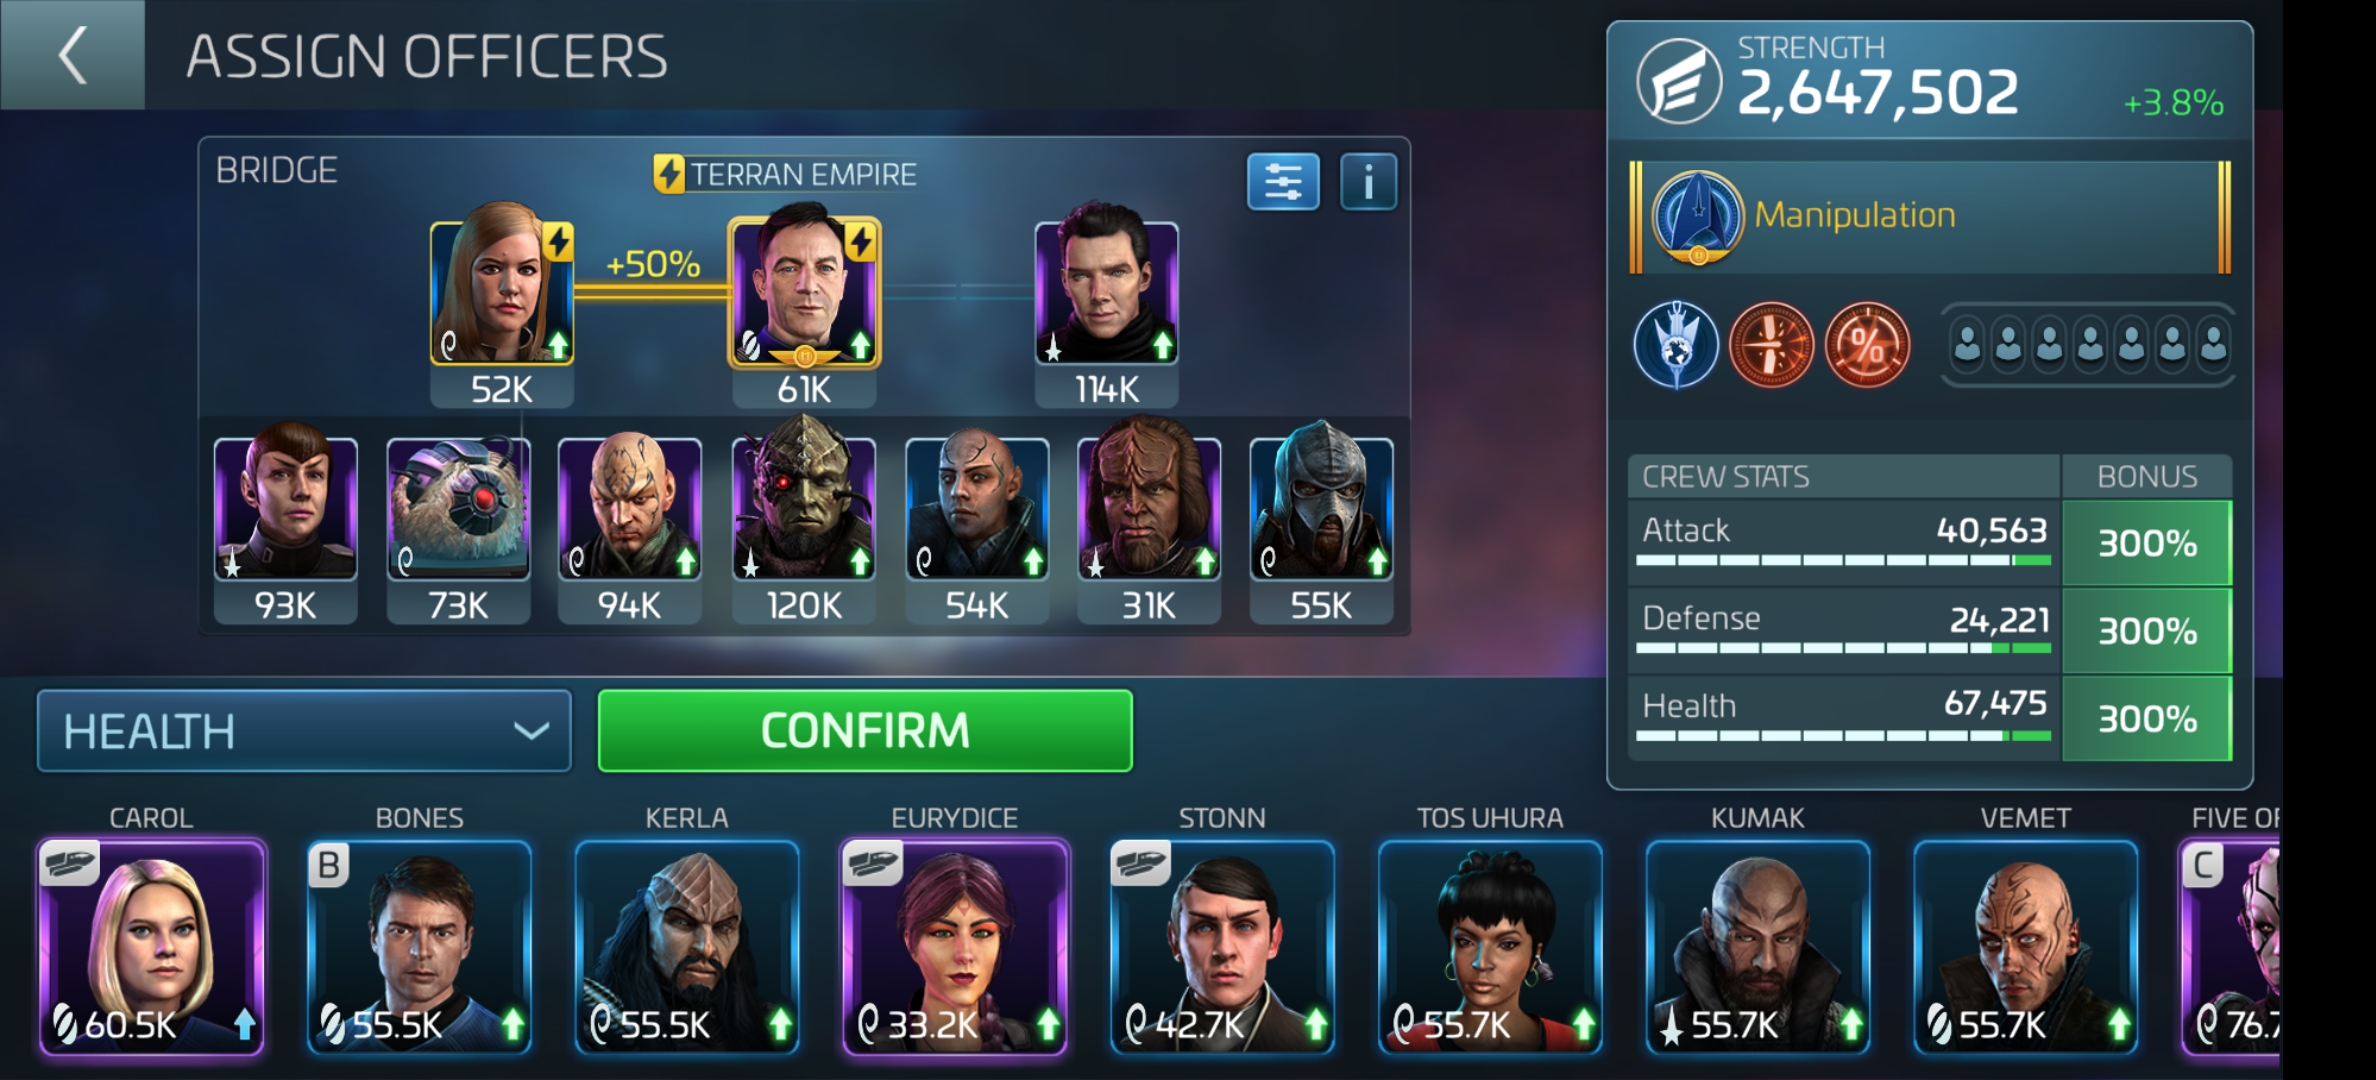 ASSIGN OFFICERS
STRENGTH
2,647,502
+3.8%
BRIDGE
TERRAN EMPIRE
i
Manipulation
+50%
52K
61K
114K
%
93K
73K
94K
120K
54K
31K
55K
CREW STATS
BONUS
Attack
40,563
300%
Defense
24,221
300%
Health
67,475
300%
HEALTH
CONFIRM
CAROL
BONES
KERLA
EURYDICE
STONN
TOS UHURA
KUMAK
VEMET
FIVE OF
B
C
60.5K
55.5K
55.5K
33.2K
42.7K
55.7K
55.7K
55.7K
76.7